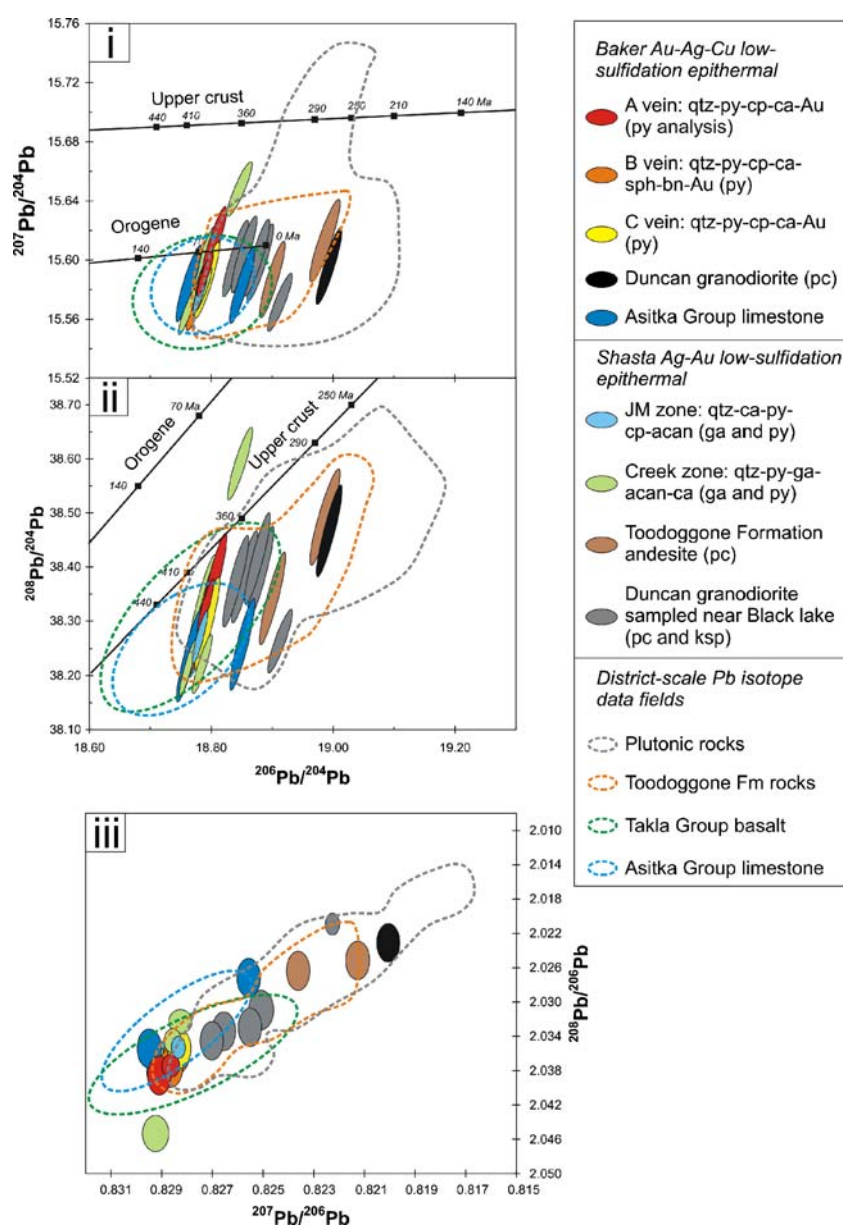 i
15.76
15.72
15.68
15.64
15.60
15.56
15.52
207Pb/204Pb
Upper crust
440
410
360
290
250
210
140 Ma
Orogene
140
0 Ma
ii
38.70
38.60
38.50
38.40
38.30
38.20
38.10
208Pb/204Pb
Orogene
70 Ma
140
Upper crust
250 Ma
290
360
410
440
18.60
18.80
19.00
19.20
206Pb/204Pb
iii
2.010
2.014
2.018
2.022
2.026
2.030
2.034
2.038
2.042
2.046
2.050
208Pb/206Pb
0.831
0.829
0.827
0.825
0.823
0.821
0.819
0.817
0.815
207Pb/206Pb
Baker Au-Ag-Cu low-
sulfidation epithermal
A vein: qtz-py-cp-ca-Au
(py analysis)
B vein: qtz-py-cp-ca-
sph-bn-Au (py)
C vein: qtz-py-cp-ca-Au
(py)
Duncan granodiorite (pc)
Asitka Group limestone
Shasta Ag-Au low-sulfidation
epithermal
JM zone: qtz-ca-py-
cp-acan (ga and py)
Creek zone: qtz-py-ga-
acan-ca (ga and py)
Toodoggone Formation
andesite (pc)
Duncan granodiorite
sampled near Black lake
(pc and ksp)
District-scale Pb isotope
data fields
Plutonic rocks
Toodoggone Fm rocks
Takla Group basalt
Asitka Group limestone